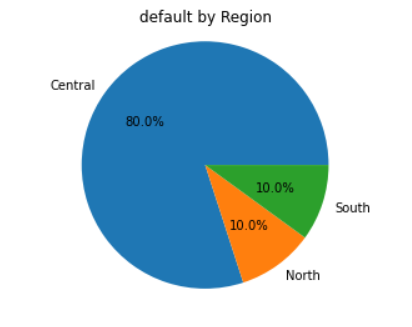 default by Region
Central
80.0%
10.0%
South
10.0%
North